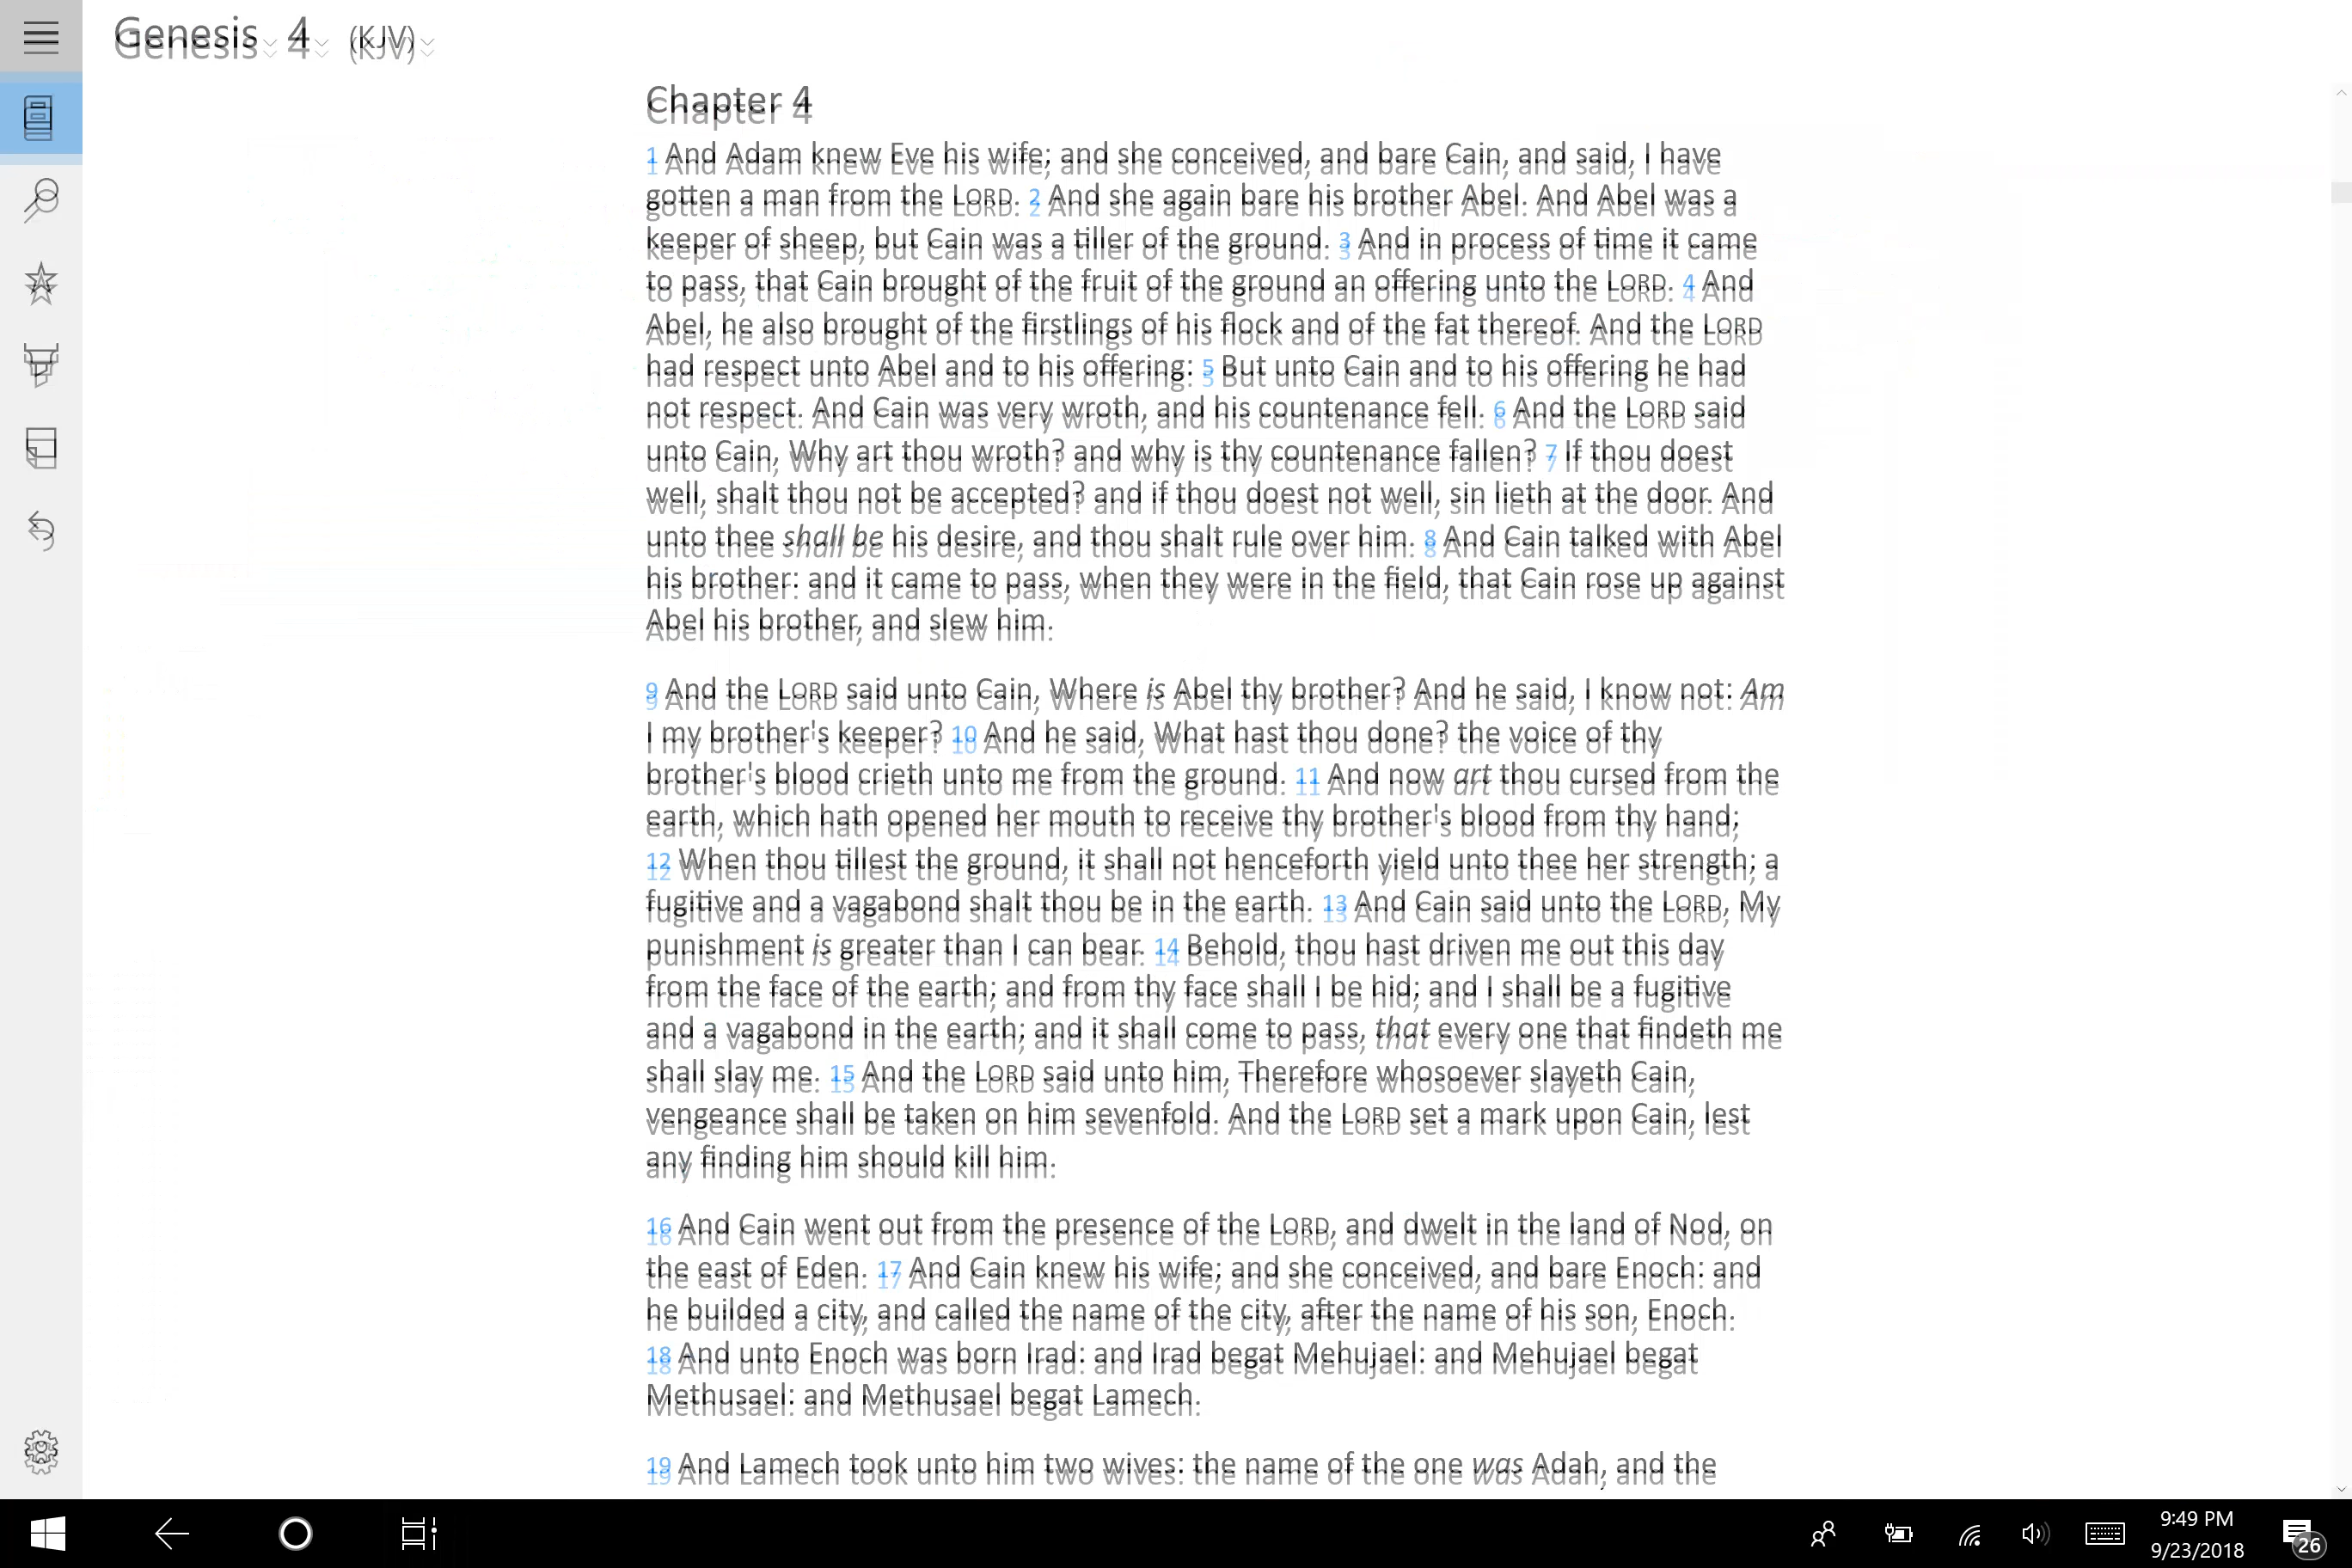 Genesis 4 (KJV)
Chapter 4
1 And Adam knew Eve his wife; and she conceived, and bare Cain, and said, I have
gotten a man from the LORD. 2 And she again bare his brother Abel. And Abel was a
keeper of sheep, but Cain was a tiller of the ground. 3 And in process of time it came
to pass, that Cain brought of the fruit of the ground an offering unto the LORD. 4 And
Abel, he also brought of the firstlings of his flock and of the fat thereof. And the LORD
had respect unto Abel and to his offering: 5 But unto Cain and to his offering he had
not respect. And Cain was very wroth, and his countenance fell. 6 And the LORD said
unto Cain, Why art thou wroth? and why is thy countenance fallen? 7 If thou doest
well, shalt thou not be accepted? and if thou doest not well, sin lieth at the door. And
unto thee shall be his desire, and thou shalt rule over him. 8 And Cain talked with Abel
his brother: and it came to pass, when they were in the field, that Cain rose up against
Abel his brother, and slew him.
9 And the LORD said unto Cain, Where is Abel thy brother? And he said, I know not: Am
I my brother's keeper? 10 And he said, What hast thou done? the voice of thy
brother's blood crieth unto me from the ground. 11 And now art thou cursed from the
earth, which hath opened her mouth to receive thy brother's blood from thy hand;
12 When thou tillest the ground, it shall not henceforth yield unto thee her strength; a
fugitive and a vagabond shalt thou be in the earth. 13 And Cain said unto the LORD, My
punishment is greater than I can bear. 14 Behold, thou hast driven me out this day
from the face of the earth; and from thy face shall I be hid; and I shall be a fugitive
and a vagabond in the earth; and it shall come to pass, that every one that findeth me
shall slay me. 15 And the LORD said unto him, Therefore whosoever slayeth Cain,
vengeance shall be taken on him sevenfold. And the LORD set a mark upon Cain, lest
any finding him should kill him.
16 And Cain went out from the presence of the LORD, and dwelt in the land of Nod, on
the east of Eden. 17 And Cain knew his wife; and she conceived, and bare Enoch: and
he builded a city, and called the name of the city, after the name of his son, Enoch.
18 And unto Enoch was born Irad: and Irad begat Mehujael: and Mehujael begat
Methusael: and Methusael begat Lamech.
19 And Lamech took unto him two wives: the name of the one was Adah, and the
9:49 PM
9/23/2018
26